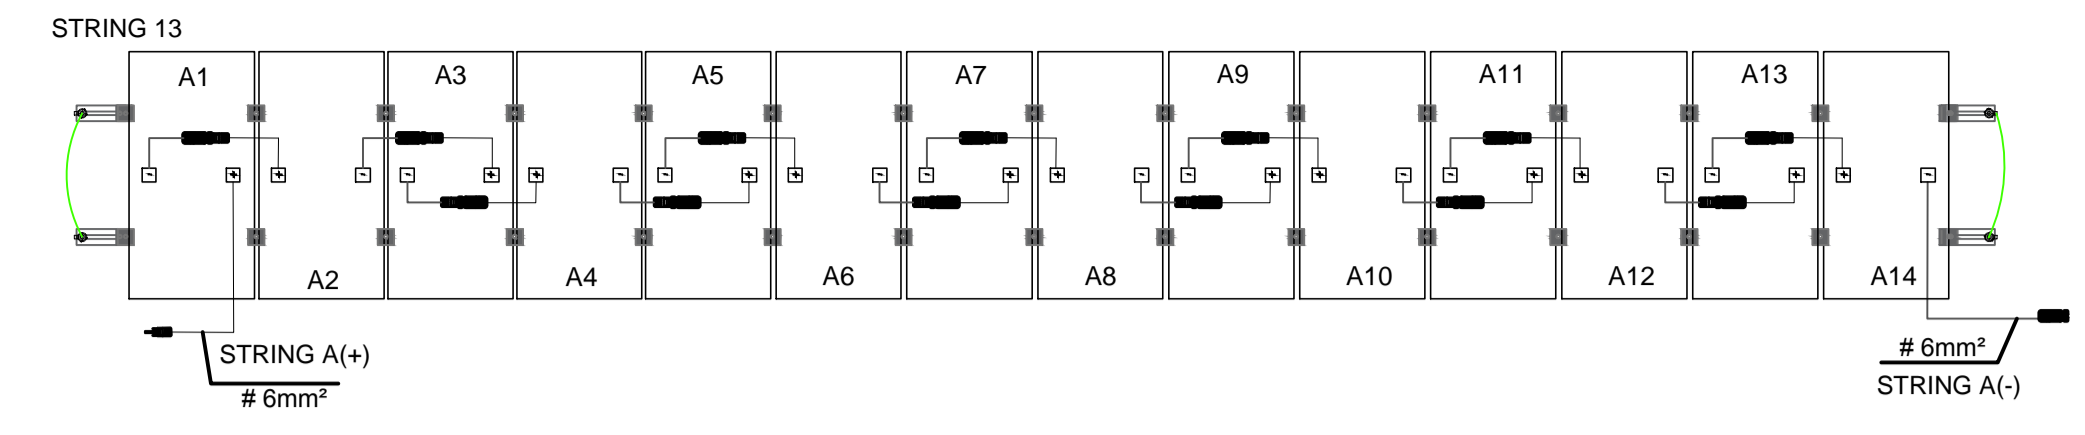 STRING 13
A1
A3
A5
A7
A9
A11
A13
- + + - - + + - - + + - - + + - - + + - - + + - - + + -
A2
A4
A6
A8
A10
A12
A14
STRING A(+)
# 6mm²
# 6mm²
STRING A(-)